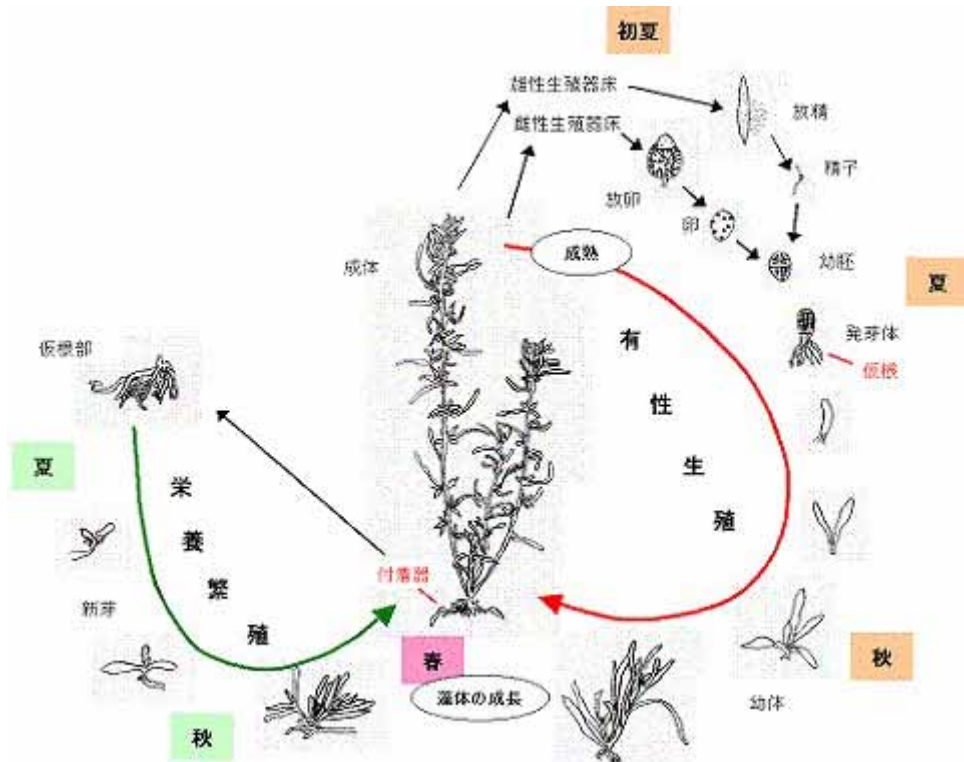 初夏
雄性生殖器床
雌性生殖器床
放精
精子
放卵
卵
幼胚
成熟
成体
夏
発芽体
仮根
有性生殖
仮根部
夏
栄養繁殖
付着器
新芽
春
秋
幼体
藻体の成長
秋